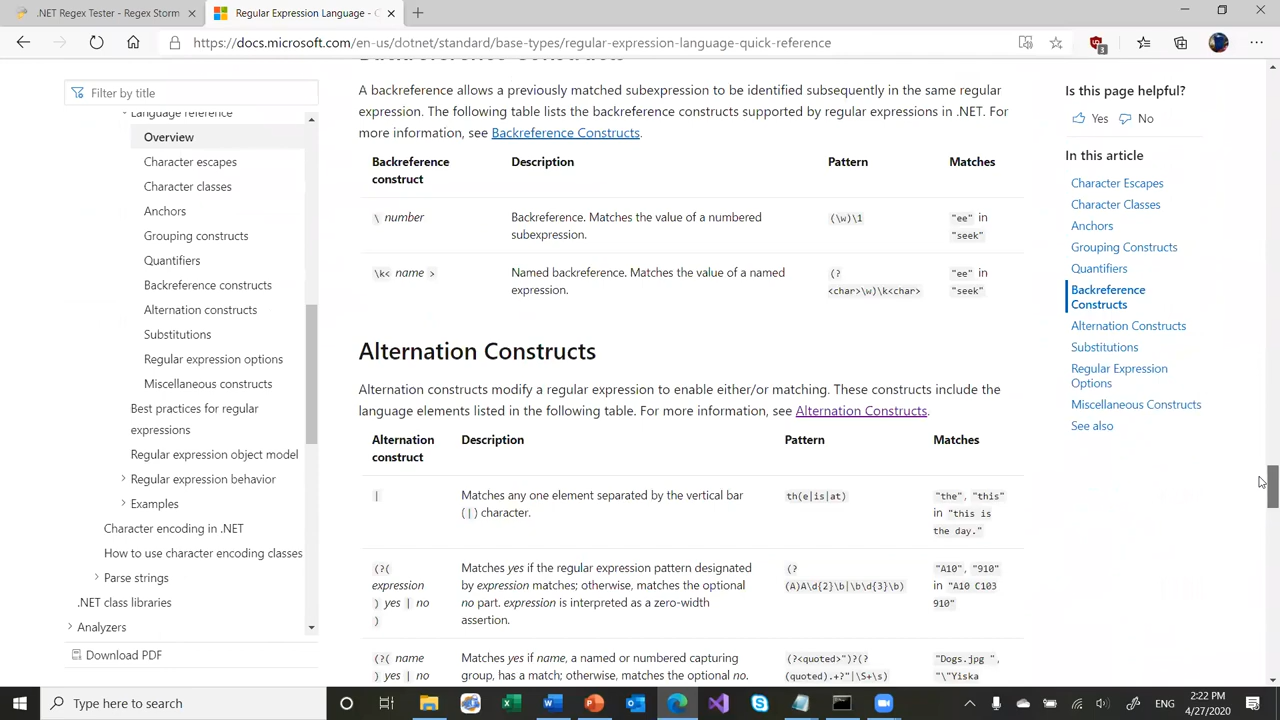 .NET Regex Tester - Regex Storm
Regular Expression Language - C
https://docs.microsoft.com/en-us/dotnet/standard/base-types/regular-expression-language-quick-reference
3
Filter by title
Language reference
Overview
Character escapes
Character classes
Anchors
Grouping constructs
Quantifiers
Backreference constructs
Alternation constructs
Substitutions
Regular expression options
Miscellaneous constructs
Best practices for regular
expressions
Regular expression object model
Regular expression behavior
Examples
Character encoding in .NET
How to use character encoding classes
Parse strings
.NET class libraries
Analyzers
Download PDF
Backreference Constructs
A backreference allows a previously matched subexpression to be identified subsequently in the same regular
expression. The following table lists the backreference constructs supported by regular expressions in .NET. For
more information, see Backreference Constructs.
Backreference
construct
Description
Pattern
Matches
\ number
Backreference. Matches the value of a numbered
subexpression.
(\w)\1
"ee" in
"seek"
\k< name >
Named backreference. Matches the value of a named
expression.
(?
<char>\w)\k<char>
"ee" in
"seek"
Alternation Constructs
Alternation constructs modify a regular expression to enable either/or matching. These constructs include the
language elements listed in the following table. For more information, see Alternation Constructs.
Alternation
construct
Description
Pattern
Matches
|
Matches any one element separated by the vertical bar
(|) character.
th(e|is|at)
"the", "this"
in "this is
the day."
(?(
expression
) yes | no
)
Matches yes if the regular expression pattern designated
by expression matches; otherwise, matches the optional
no part. expression is interpreted as a zero-width
assertion.
(?
(A)A\d{2}\b|\b\d{3}\b)
"A10", "910"
in "A10 C103
910"
(?( name
) yes | no
Matches yes if name, a named or numbered capturing
group, has a match; otherwise, matches the optional no.
(?<quoted>")?(?
(quoted).+?"|\S+\s)
"Dogs.jpg ",
"\"Yiska
Is this page helpful?
Yes
No
In this article
Character Escapes
Character Classes
Anchors
Grouping Constructs
Quantifiers
Backreference
Constructs
Alternation Constructs
Substitutions
Regular Expression
Options
Miscellaneous Constructs
See also
Type here to search
ENG
2:22 PM
4/27/2020